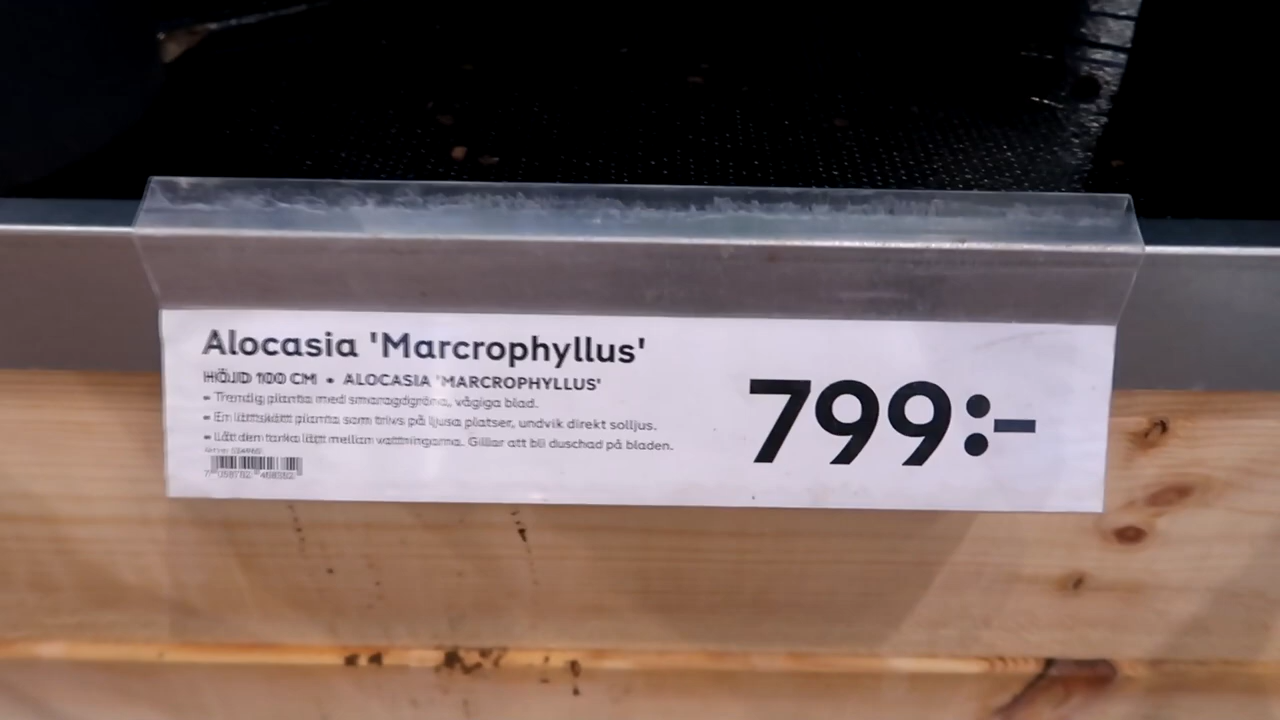 Alocasia 'Marcrophyllus'
HÖJD 100 CM • ALOCASIA 'MARCROPHYLLUS'
- Trendig planta med smaragdgröna, vågiga blad.
- En lättskött planta som trivs på ljusa platser, undvik direkt solljus.
- Låt den torka lätt mellan vattningarna. Gillar att bli duschad på bladen.
799:-